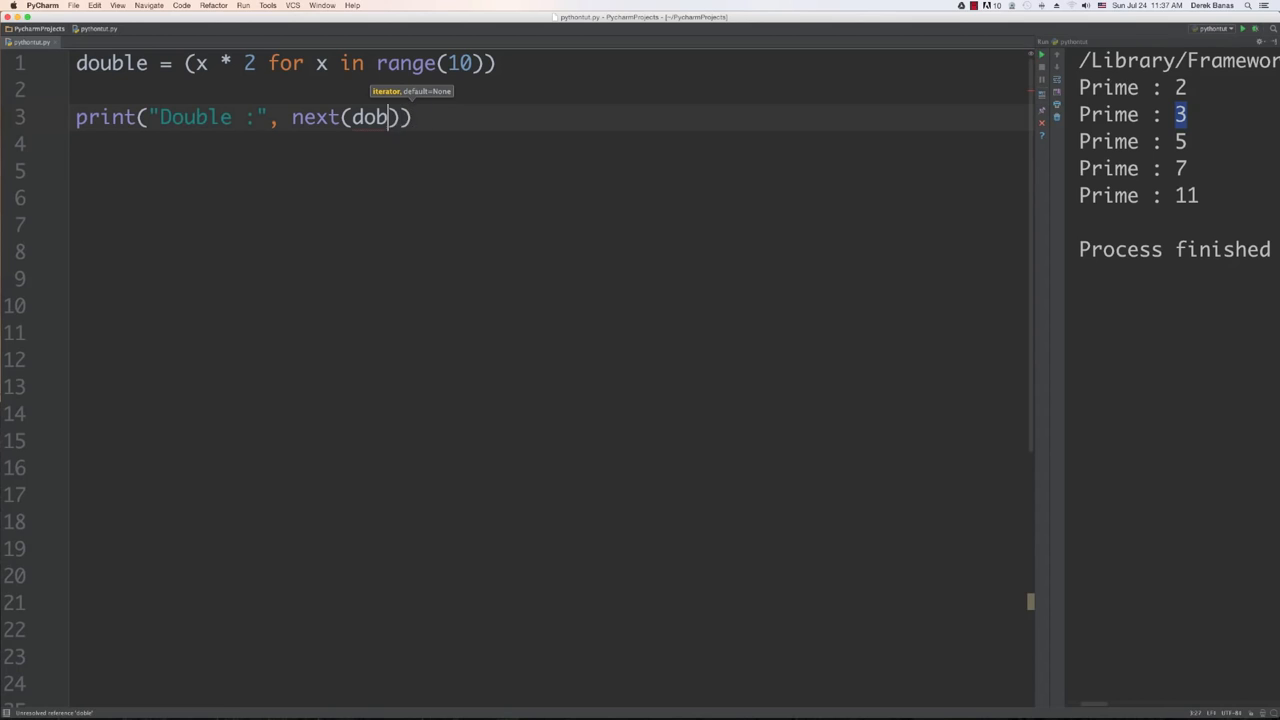 PyCharm File Edit View Navigate Code Refactor Run Tools VCS Window Help
10 Sun Jul 24 11:37 AM Derek Banas
pythontut.py - PycharmProjects - [~/PycharmProjects]
PycharmProjects pythontut.py
pythontut
pythontut.py
Run pythontut
1 double = (x * 2 for x in range(10))
2
iterator, default=None
3 print("Double :", next(dob))
4
5
6
7
8
9
10
11
12
13
14
15
16
17
18
19
20
21
22
23
24
/Library/Framewor
Prime : 2
Prime : 3
Prime : 5
Prime : 7
Prime : 11
Process finished
Unresolved reference 'doble'
3:27 LF÷ UTF-8÷